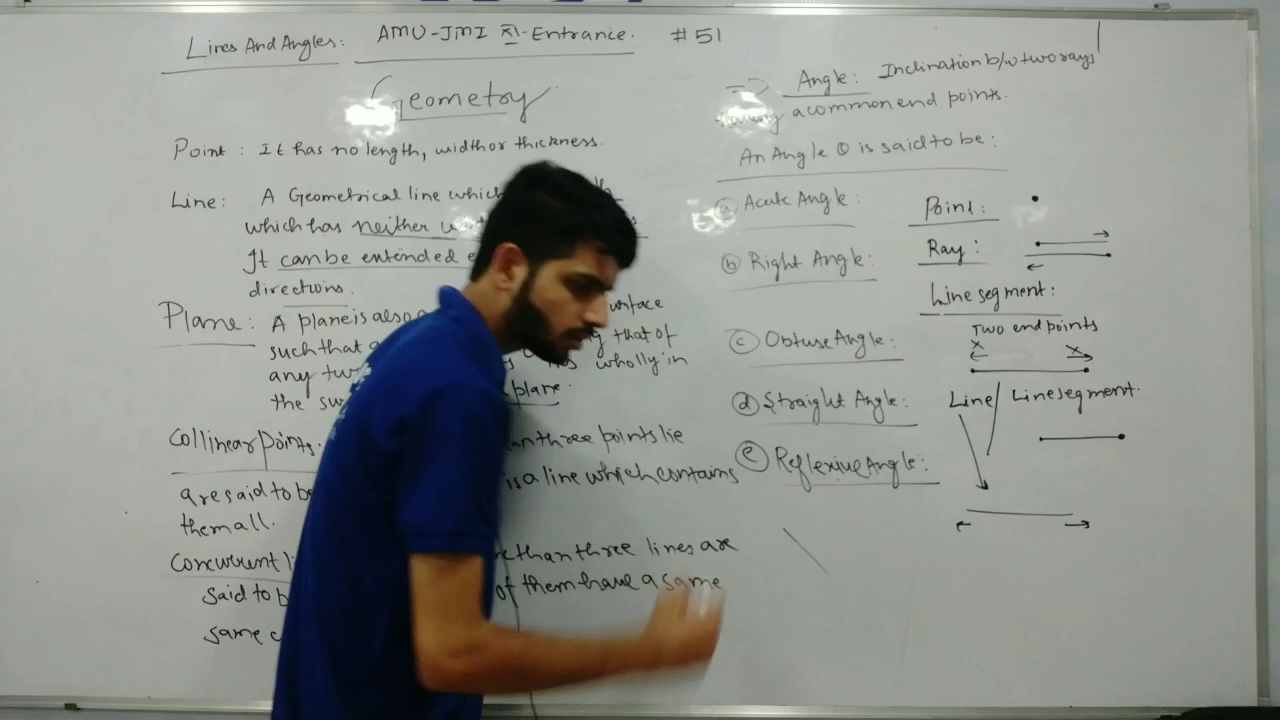 Lines And Angles: AMU-JMI XI-Entrance. #51
Geometry
Point: It has no length, width or thickness.
Line: A Geometrical line which
which has neither
It can be extended
directions.
Plane: A plane is also surface
such that that of
any two wholly in
the plane.
Collinear points. than three points lie
are said to be is a line which contains
them all.
Concurrent than three lines are
said to of them have a same
same
=> Angle: Inclination b/w two rays
having a common end points.
An Angle θ is said to be:
(a) Acute Angle:
(b) Right Angle:
(c) Obtuse Angle:
(d) Straight Angle:
(e) Reflexive Angle:
Point:
Ray:
Line segment:
Two end points
Line / Line segment.